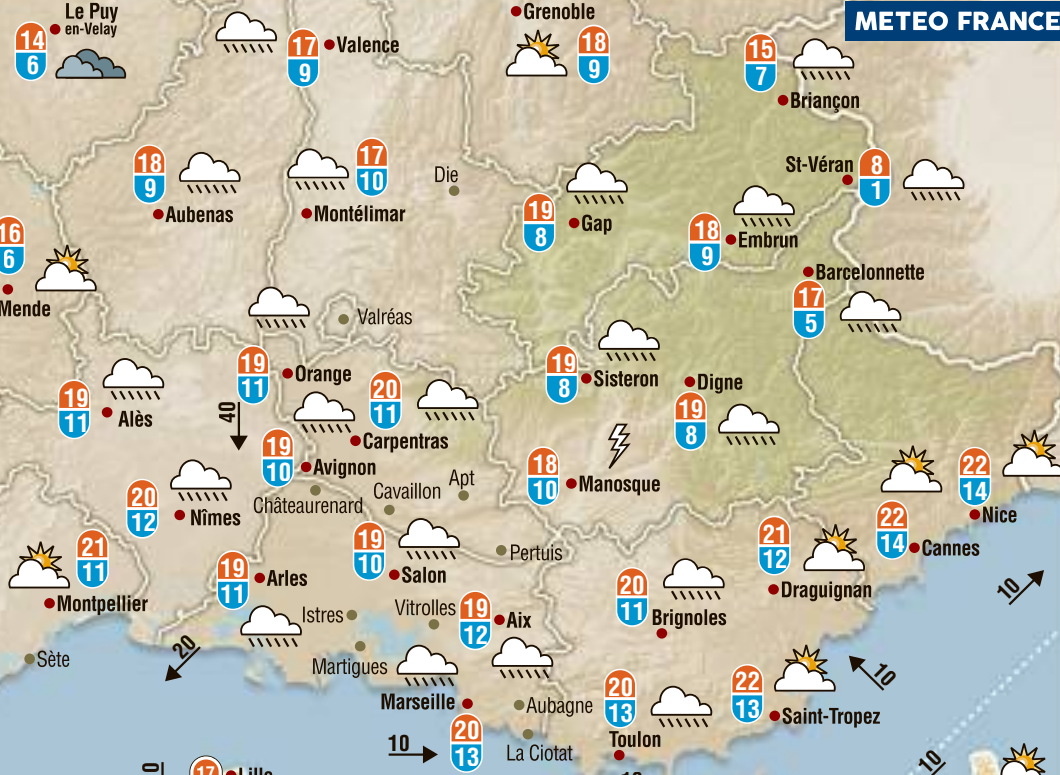 METEO FRANCE
Le Puy
en-Velay
14
6
17
9
Valence
Grenoble
18
9
15
7
Briançon
18
9
Aubenas
17
10
Montélimar
Die
19
8
Gap
St-Véran
8
1
18
9
Embrun
16
6
Mende
Barcelonnette
17
5
Valréas
19
11
Orange
20
11
Carpentras
19
8
Sisteron
Digne
19
8
19
11
Alès
40
19
10
Avignon
Châteaurenard
Cavaillon
Apt
18
10
Manosque
20
12
Nîmes
22
14
Nice
22
14
Cannes
21
11
Montpellier
19
11
Arles
19
10
Salon
Pertuis
21
12
Draguignan
20
11
Brignoles
Istres
Vitrolles
19
12
Aix
10
Sète
20
Martigues
Marseille
20
13
Aubagne
La Ciotat
20
13
Toulon
22
13
Saint-Tropez
10
10
10
17
Lille